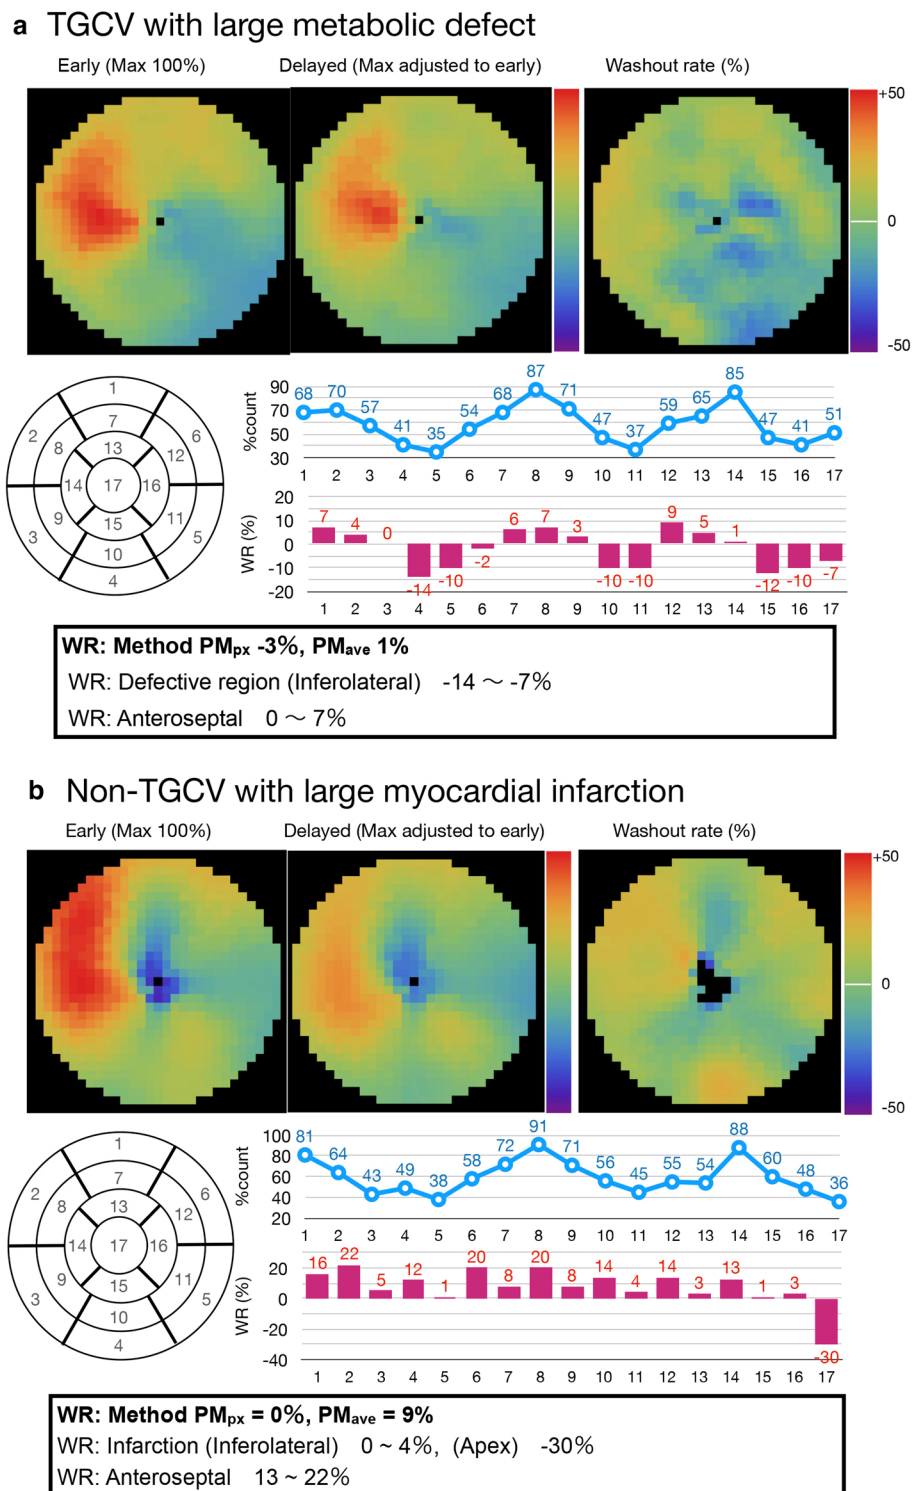 a TGCV with large metabolic defect
Early (Max 100%) Delayed (Max adjusted to early) Washout rate (%)
+50
0
-50
1
7
2 6
8 13 12
14 17 16
9 15 11
3 5
10
4
%count
90
70
50
30
68 70 57 41 35 54 68 87 71 47 37 59 65 85 47 41 51
1 2 3 4 5 6 7 8 9 10 11 12 13 14 15 16 17
WR (%)
20
10
0
-10
-20
7 4 0 -14 -10 -2 6 7 3 -10 -10 9 5 1 -12 -10 -7
1 2 3 4 5 6 7 8 9 10 11 12 13 14 15 16 17
WR: Method PMpx -3%, PMave 1%
WR: Defective region (Inferolateral) -14 ～ -7%
WR: Anteroseptal 0 ～ 7%
b Non-TGCV with large myocardial infarction
Early (Max 100%) Delayed (Max adjusted to early) Washout rate (%)
+50
0
-50
1
7
2 6
8 13 12
14 17 16
9 15 11
3 5
10
4
%count
100
80
60
40
20
81 64 43 49 38 58 72 91 71 56 45 55 54 88 60 48 36
1 2 3 4 5 6 7 8 9 10 11 12 13 14 15 16 17
WR (%)
20
0
-20
-40
16 22 5 12 1 20 8 20 8 14 4 14 3 13 1 3 -30
1 2 3 4 5 6 7 8 9 10 11 12 13 14 15 16 17
WR: Method PMpx = 0%, PMave = 9%
WR: Infarction (Inferolateral) 0 ~ 4%, (Apex) -30%
WR: Anteroseptal 13 ~ 22%